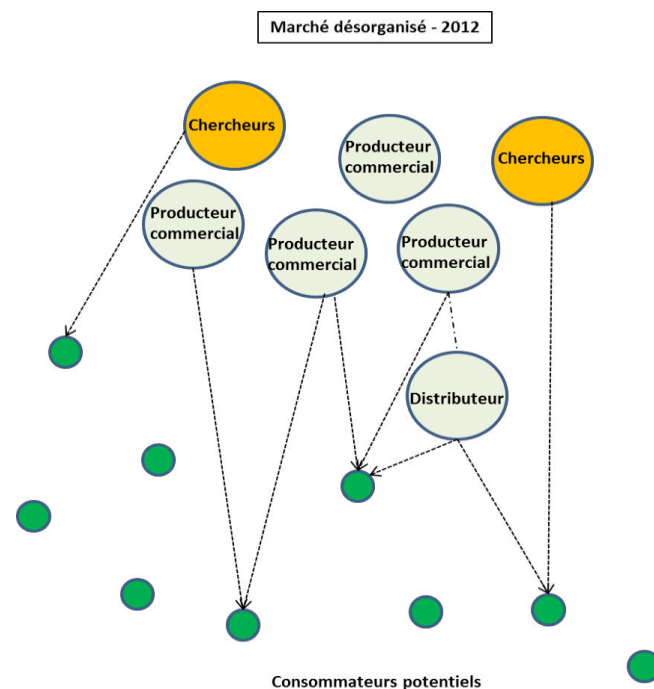 Marché désorganisé - 2012
Chercheurs
Producteur
commercial
Chercheurs
Producteur
commercial
Producteur
commercial
Producteur
commercial
Distributeur
Consommateurs potentiels